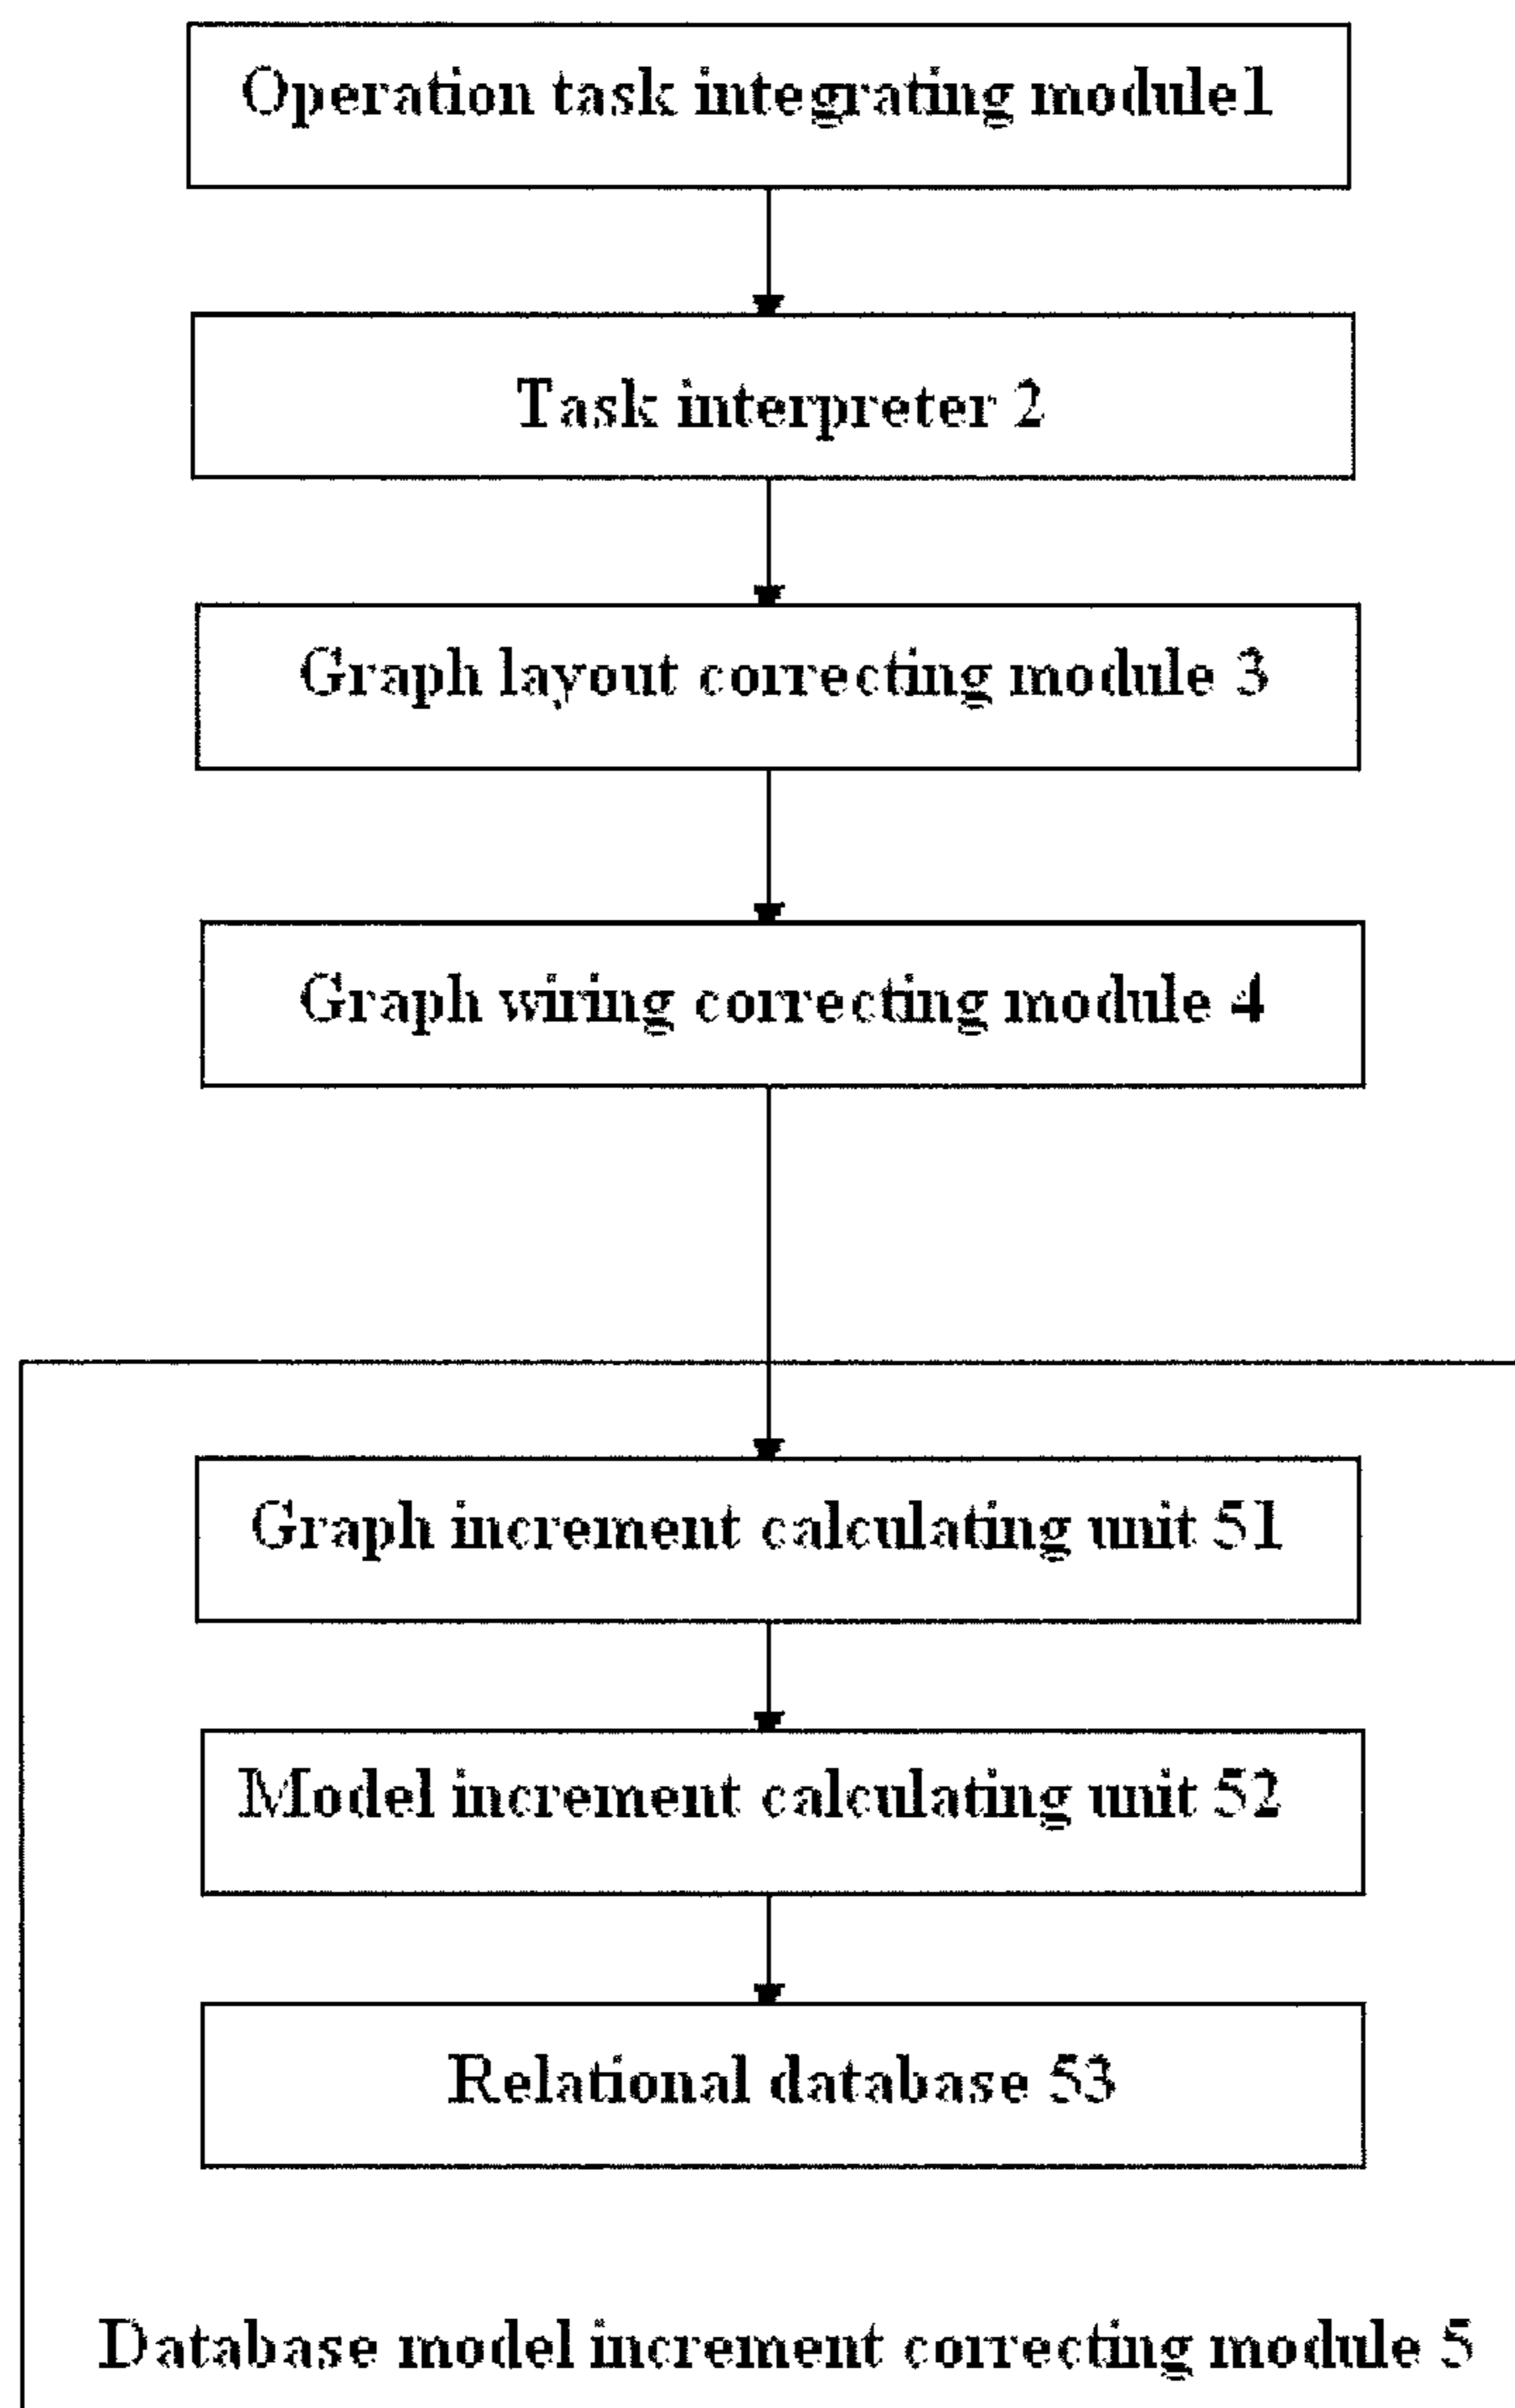 Operation task integrating module1
Task interpreter 2
Graph layout correcting module 3
Graph wiring correcting module 4
Graph increment calculating unit 51
Model increment calculating unit 52
Relational database 53
Database model increment correcting module 5